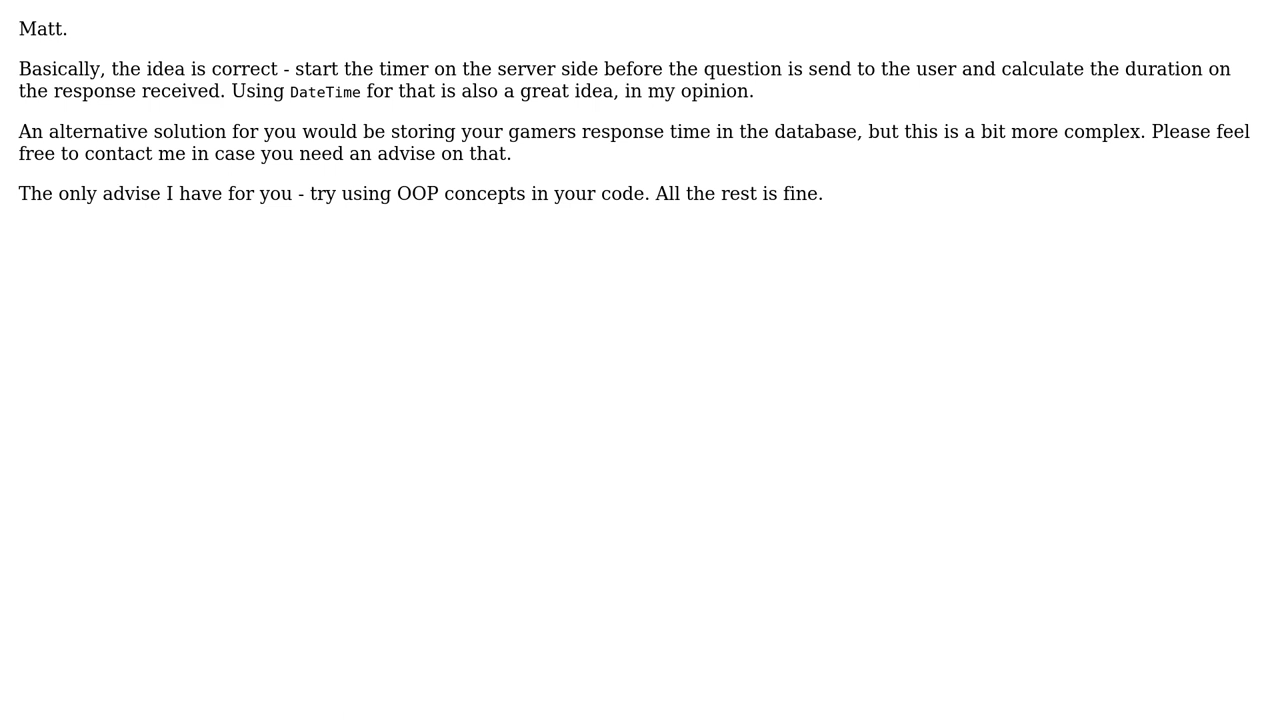 Matt.
Basically, the idea is correct - start the timer on the server side before the question is send to the user and calculate the duration on
the response received. Using DateTime for that is also a great idea, in my opinion.
An alternative solution for you would be storing your gamers response time in the database, but this is a bit more complex. Please feel
free to contact me in case you need an advise on that.
The only advise I have for you - try using OOP concepts in your code. All the rest is fine.